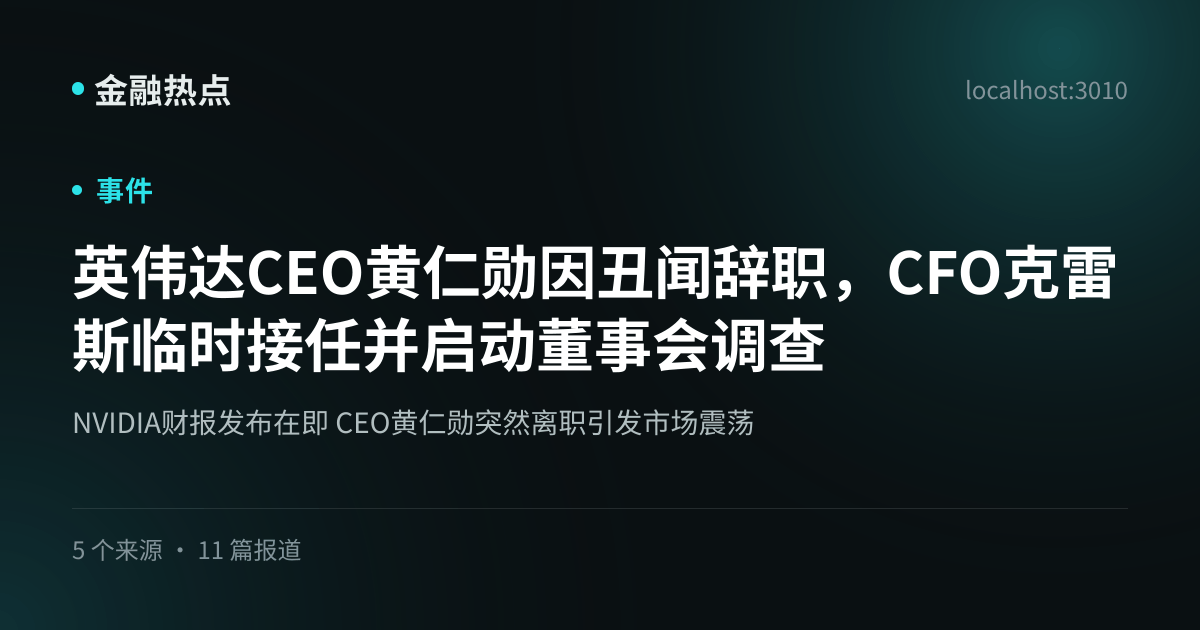 金融热点
localhost:3010
事件
英伟达CEO黄仁勋因丑闻辞职，CFO克雷
斯临时接任并启动董事会调查
NVIDIA财报发布在即 CEO黄仁勋突然离职引发市场震荡
5 个来源 · 11 篇报道